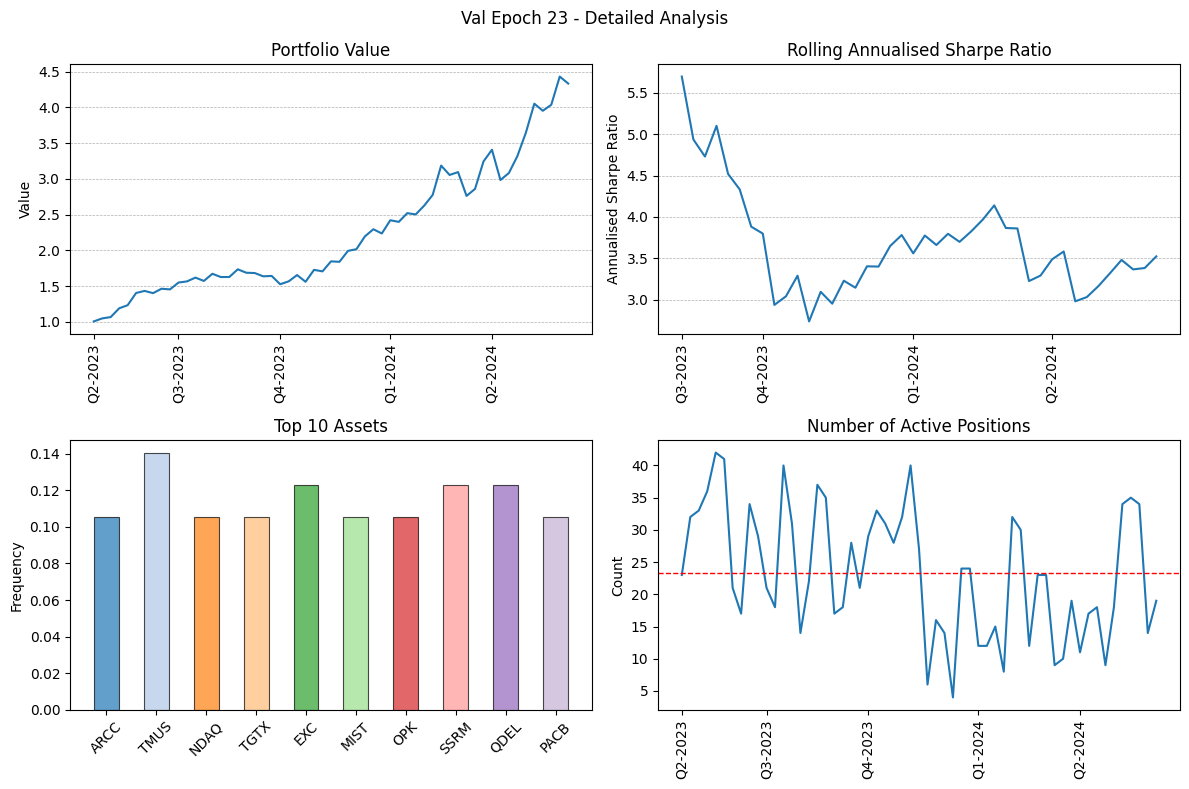 Val Epoch 23 - Detailed Analysis
Portfolio Value
Value
4.5
4.0
3.5
3.0
2.5
2.0
1.5
1.0
Q2-2023
Q3-2023
Q4-2023
Q1-2024
Q2-2024
Rolling Annualised Sharpe Ratio
Annualised Sharpe Ratio
5.5
5.0
4.5
4.0
3.5
3.0
Q3-2023
Q4-2023
Q1-2024
Q2-2024
Top 10 Assets
Frequency
0.14
0.12
0.10
0.08
0.06
0.04
0.02
0.00
ARCC
TMUS
NDAQ
TGTX
EXC
MIST
OPK
SSRM
QDEL
PACB
Number of Active Positions
Count
40
35
30
25
20
15
10
5
Q2-2023
Q3-2023
Q4-2023
Q1-2024
Q2-2024